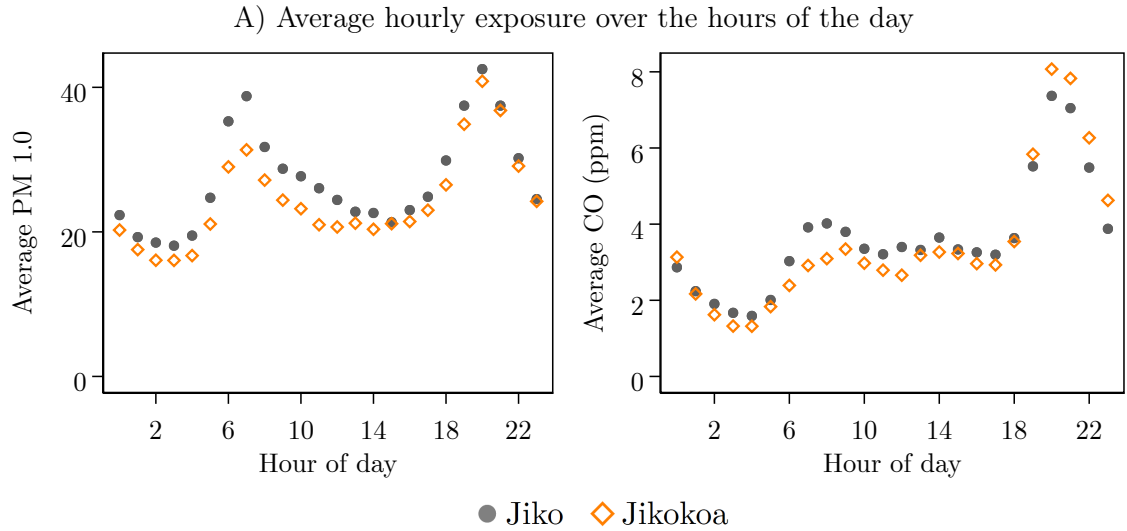 A) Average hourly exposure over the hours of the day
Average PM 1.0
40
20
0
2 6 10 14 18 22
Hour of day
Average CO (ppm)
8
6
4
2
0
2 6 10 14 18 22
Hour of day
Jiko Jikokoa